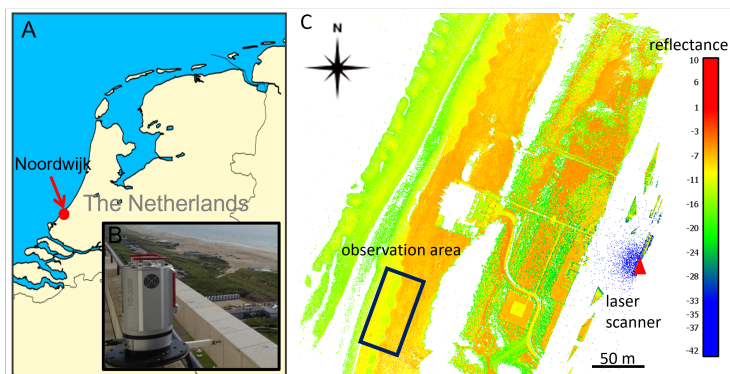 A
Noordwijk
The Netherlands
B
C
N
reflectance
10
6
1
-3
-7
-11
-16
-20
-24
-28
-33
-35
-37
-42
observation area
laser
scanner
50 m